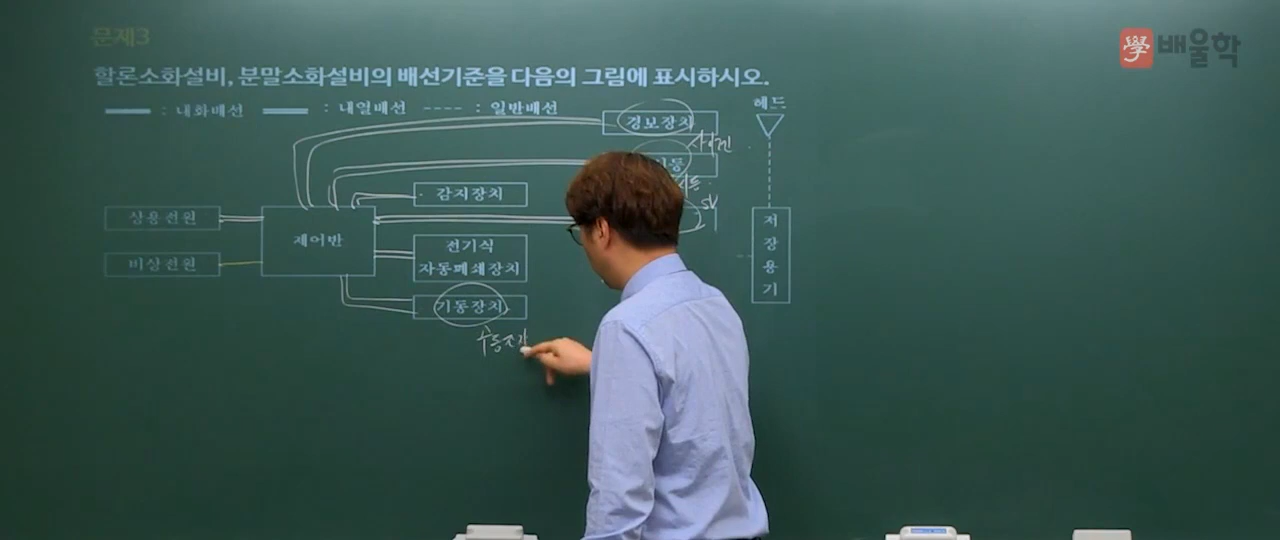 문제3
學 배울학
할론소화설비, 분말소화설비의 배선기준을 다음의 그림에 표시하시오.
: 내화배선 : 내열배선 : 일반배선
헤드
경보장치
사이렌
감지장치
SV
상용전원
제어반
저장용기
전기식
자동폐쇄장치
비상전원
기동장치